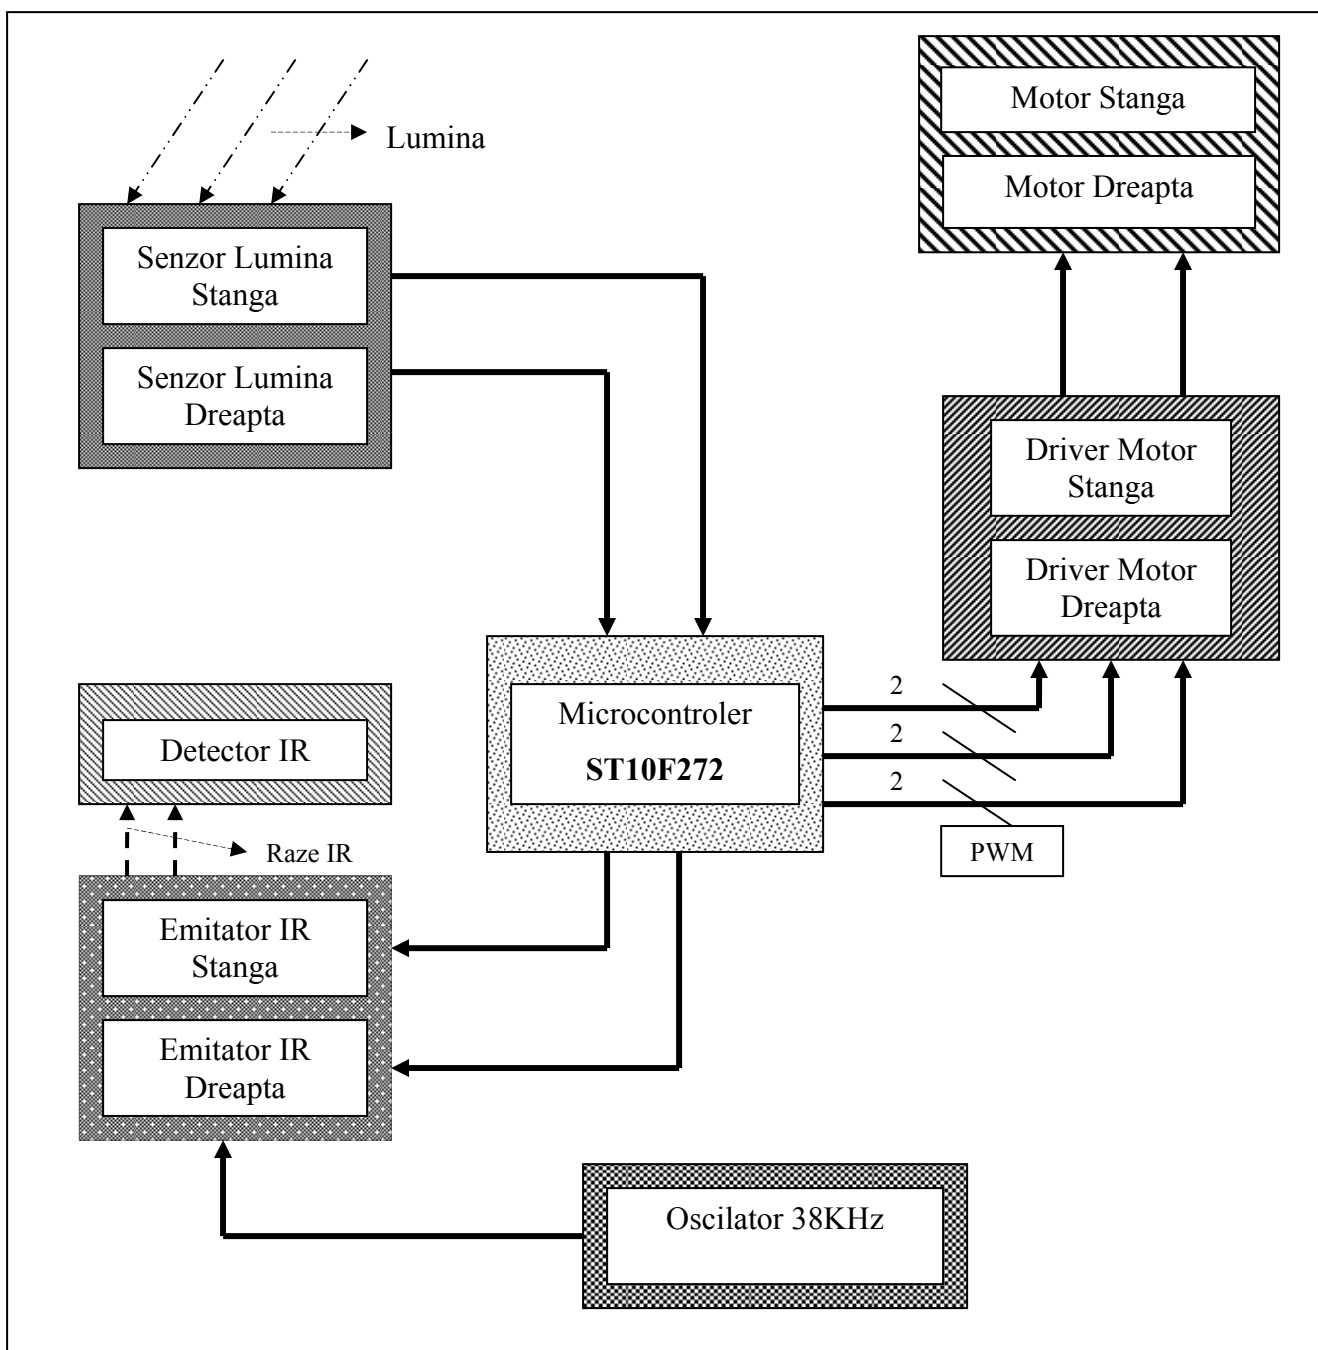 Lumina
Senzor Lumina
Stanga
Senzor Lumina
Dreapta
Motor Stanga
Motor Dreapta
Driver Motor
Stanga
Driver Motor
Dreapta
Microcontroler
ST10F272
2
2
2
PWM
Detector IR
Raze IR
Emitator IR
Stanga
Emitator IR
Dreapta
Oscilator 38KHz